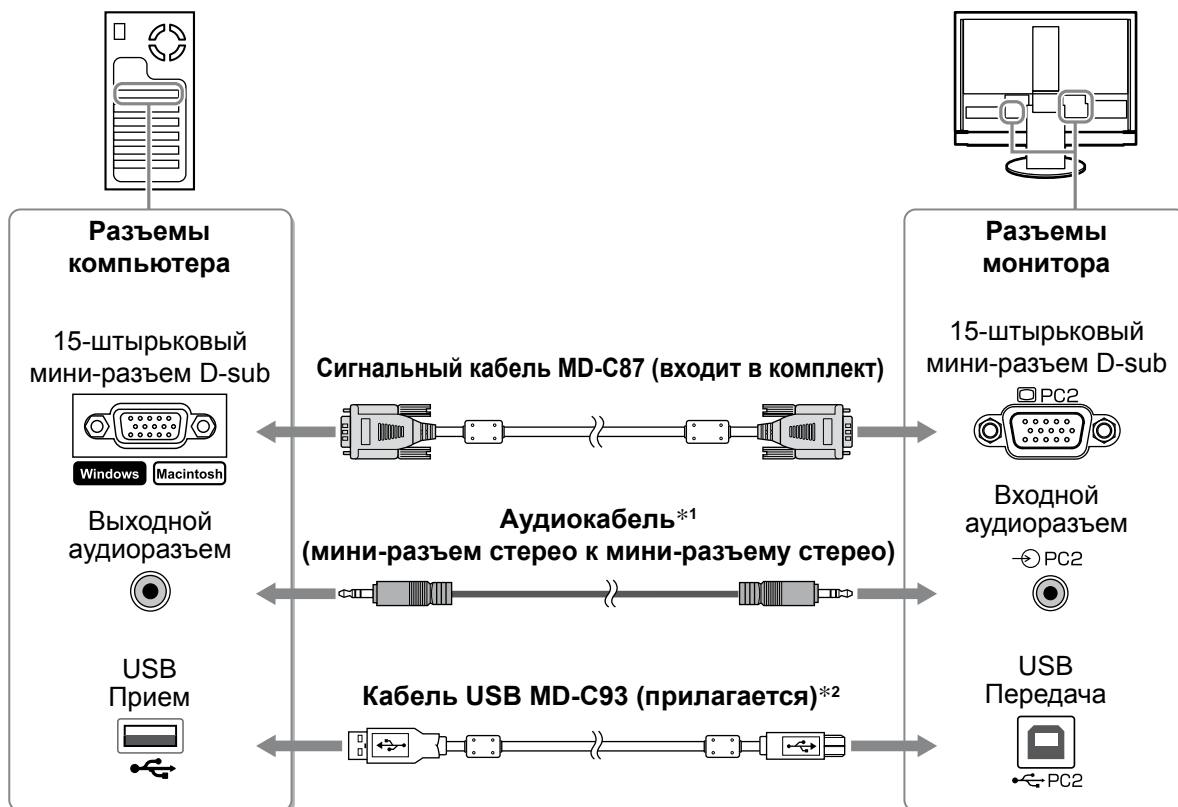 Разъемы
компьютера
15-штырьковый
мини-разъем D-sub
Windows Macintosh
Выходной
аудиоразъем
USB
Прием
Сигнальный кабель MD-C87 (входит в комплект)
Аудиокабель*1
(мини-разъем стерео к мини-разъему стерео)
Кабель USB MD-C93 (прилагается)*2
Разъемы
монитора
15-штырьковый
мини-разъем D-sub
PC2
Входной
аудиоразъем
PC2
USB
Передача
PC2